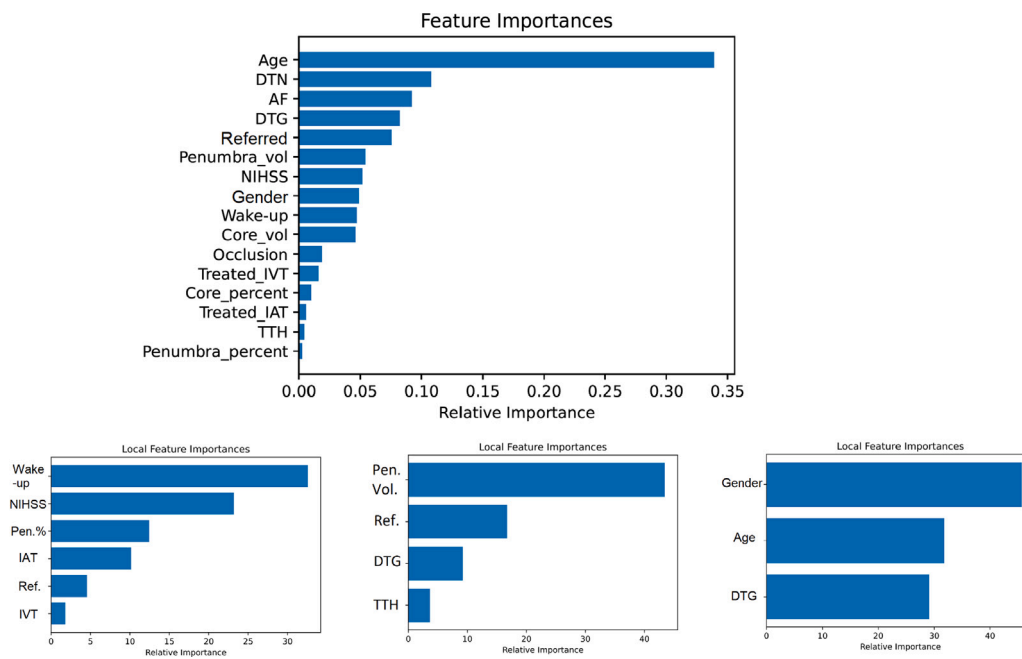 Feature Importances
Age
DTN
AF
DTG
Referred
Penumbra_vol
NIHSS
Gender
Wake-up
Core_vol
Occlusion
Treated_IVT
Core_percent
Treated_IAT
TTH
Penumbra_percent
0.00 0.05 0.10 0.15 0.20 0.25 0.30 0.35
Relative Importance
Local Feature Importances
Wake
-up
NIHSS
Pen.%
IAT
Ref.
IVT
0 5 10 15 20 25 30
Relative Importance
Local Feature Importances
Pen.
Vol.
Ref.
DTG
TTH
0 10 20 30 40
Relative Importance
Local Feature Importances
Gender
Age
DTG
0 10 20 30 40
Relative Importance